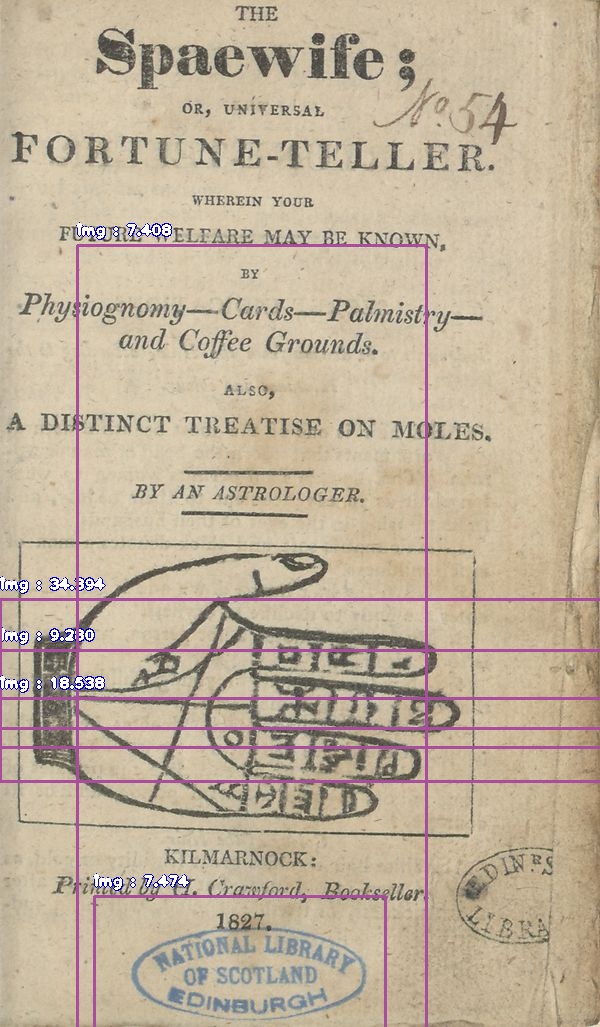 THE
Spaewife;
OR, UNIVERSAL
No. 54
FORTUNE-TELLER.
WHEREIN YOUR
FUTURE WELFARE MAY BE KNOWN,
img : 7.408
BY
Physiognomy—Cards—Palmistry—
and Coffee Grounds.
ALSO,
A DISTINCT TREATISE ON MOLES.
BY AN ASTROLOGER.
img : 34.394
img : 9.230
img : 18.538
KILMARNOCK:
Printed by H. Crawford, Bookseller.
img : 7.474
1827.
NATIONAL LIBRARY
OF SCOTLAND
EDINBURGH
EDINRS
LIBRA